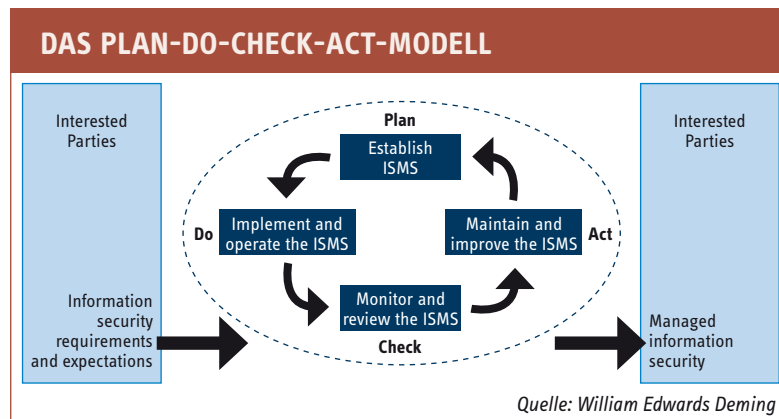 DAS PLAN-DO-CHECK-ACT-MODELL
Interested
Parties
Information
security
requirements
and expectations
Plan
Establish
ISMS
Do
Implement and
operate the ISMS
Maintain and
improve the ISMS
Act
Monitor and
review the ISMS
Check
Interested
Parties
Managed
information
security
Quelle: William Edwards Deming